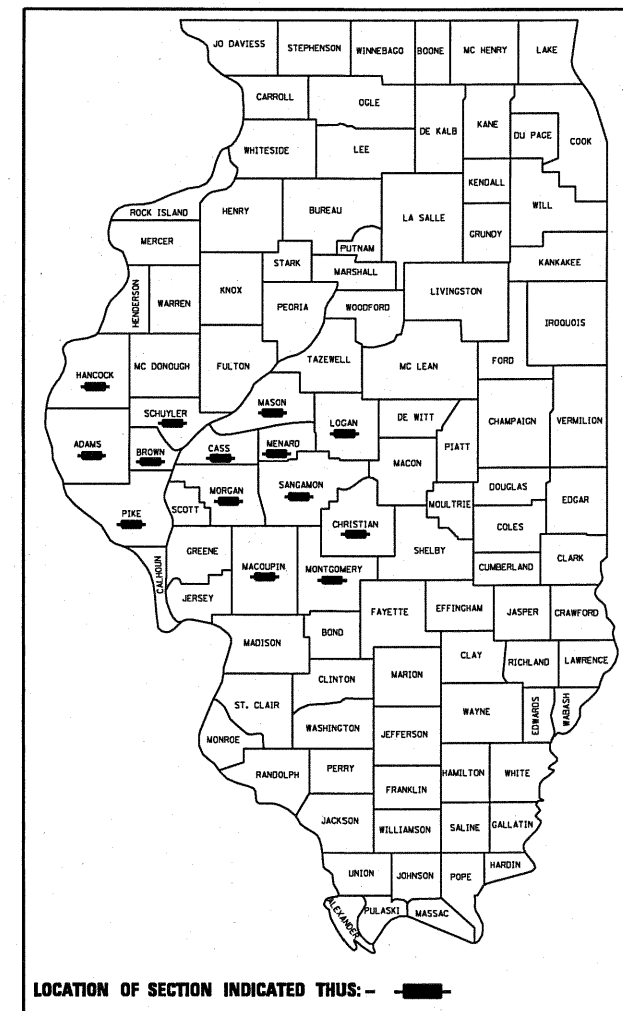 JO DAVIESS
STEPHENSON
WINNEBAGO
BOONE
MC HENRY
LAKE
CARROLL
OGLE
DE KALB
KANE
DU PAGE
COOK
WHITESIDE
LEE
KENDALL
WILL
ROCK ISLAND
HENRY
BUREAU
LA SALLE
GRUNDY
MERCER
PUTNAM
STARK
MARSHALL
KANKAKEE
HENDERSON
WARREN
KNOX
PEORIA
WOODFORD
LIVINGSTON
IROQUOIS
HANCOCK
MC DONOUGH
FULTON
TAZEWELL
MC LEAN
FORD
SCHUYLER
MASON
LOGAN
DE WITT
CHAMPAIGN
VERMILION
ADAMS
BROWN
CASS
MENARD
PIATT
MACON
PIKE
SCOTT
MORGAN
SANGAMON
CHRISTIAN
MOULTRIE
DOUGLAS
EDGAR
COLES
CALHOUN
GREENE
MACOUPIN
MONTGOMERY
SHELBY
CUMBERLAND
CLARK
JERSEY
FAYETTE
EFFINGHAM
JASPER
CRAWFORD
MADISON
BOND
CLAY
RICHLAND
LAWRENCE
CLINTON
MARION
ST. CLAIR
WAYNE
EDWARDS
WABASH
MONROE
WASHINGTON
JEFFERSON
RANDOLPH
PERRY
HAMILTON
WHITE
FRANKLIN
JACKSON
WILLIAMSON
SALINE
GALLATIN
UNION
JOHNSON
POPE
HARDIN
ALEXANDER
PULASKI
MASSAC
LOCATION OF SECTION INDICATED THUS: -